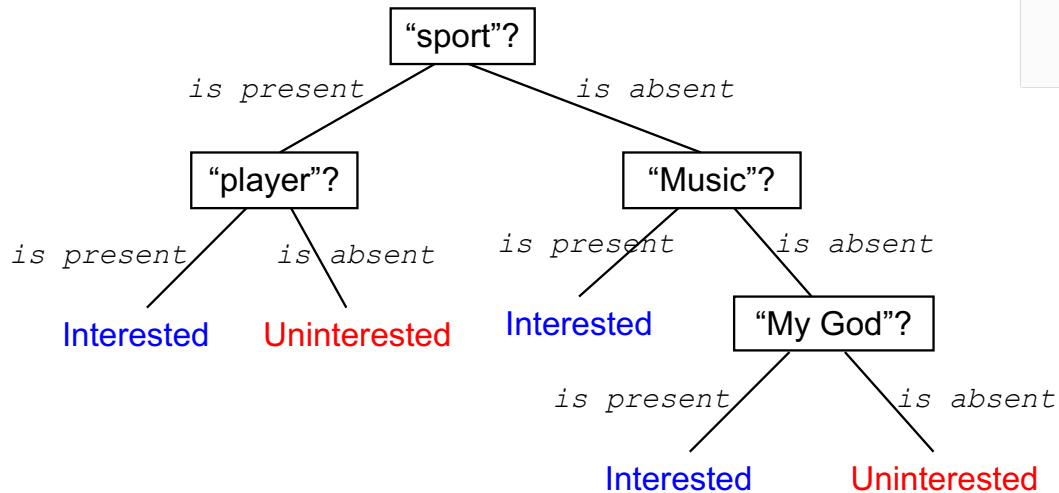 “sport”?
is present
is absent
“player”?
“Music”?
is present
is absent
is present
is absent
Interested
Uninterested
Interested
“My God”?
is present
is absent
Interested
Uninterested